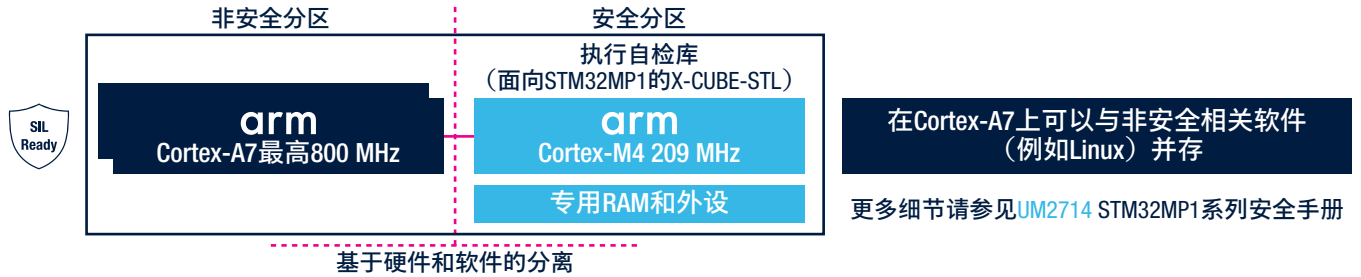 非安全分区
安全分区
执行自检库
（面向STM32MP1的X-CUBE-STL）
SIL
Ready
arm
Cortex-A7最高800 MHz
arm
Cortex-M4 209 MHz
专用RAM和外设
在Cortex-A7上可以与非安全相关软件
（例如Linux）并存
更多细节请参见UM2714 STM32MP1系列安全手册
基于硬件和软件的分离